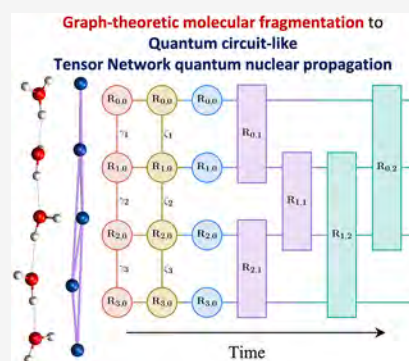 Graph-theoretic molecular fragmentation to
Quantum circuit-like
Tensor Network quantum nuclear propagation
R0,0 R0,0 R0,0
R0,1 R0,2
γ1 ζ1
R1,0 R1,0 R1,0
R1,1
γ2 ζ2
R1,2
R2,0 R2,0 R2,0
γ3 ζ3
R2,1
R3,0 R3,0 R3,0
Time